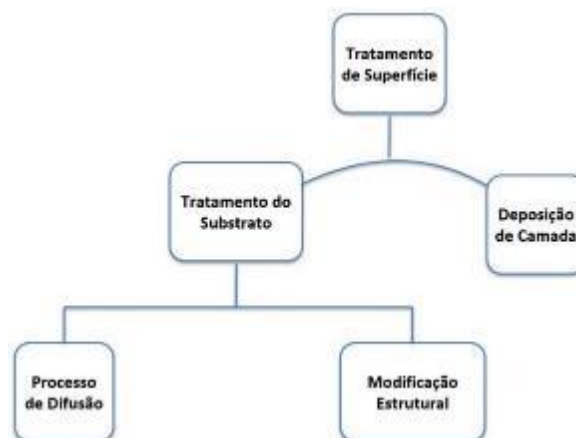 Tratamento
de Superfície
Tratamento do
Substrato
Deposição
de Camada
Processo
de Difusão
Modificação
Estrutural